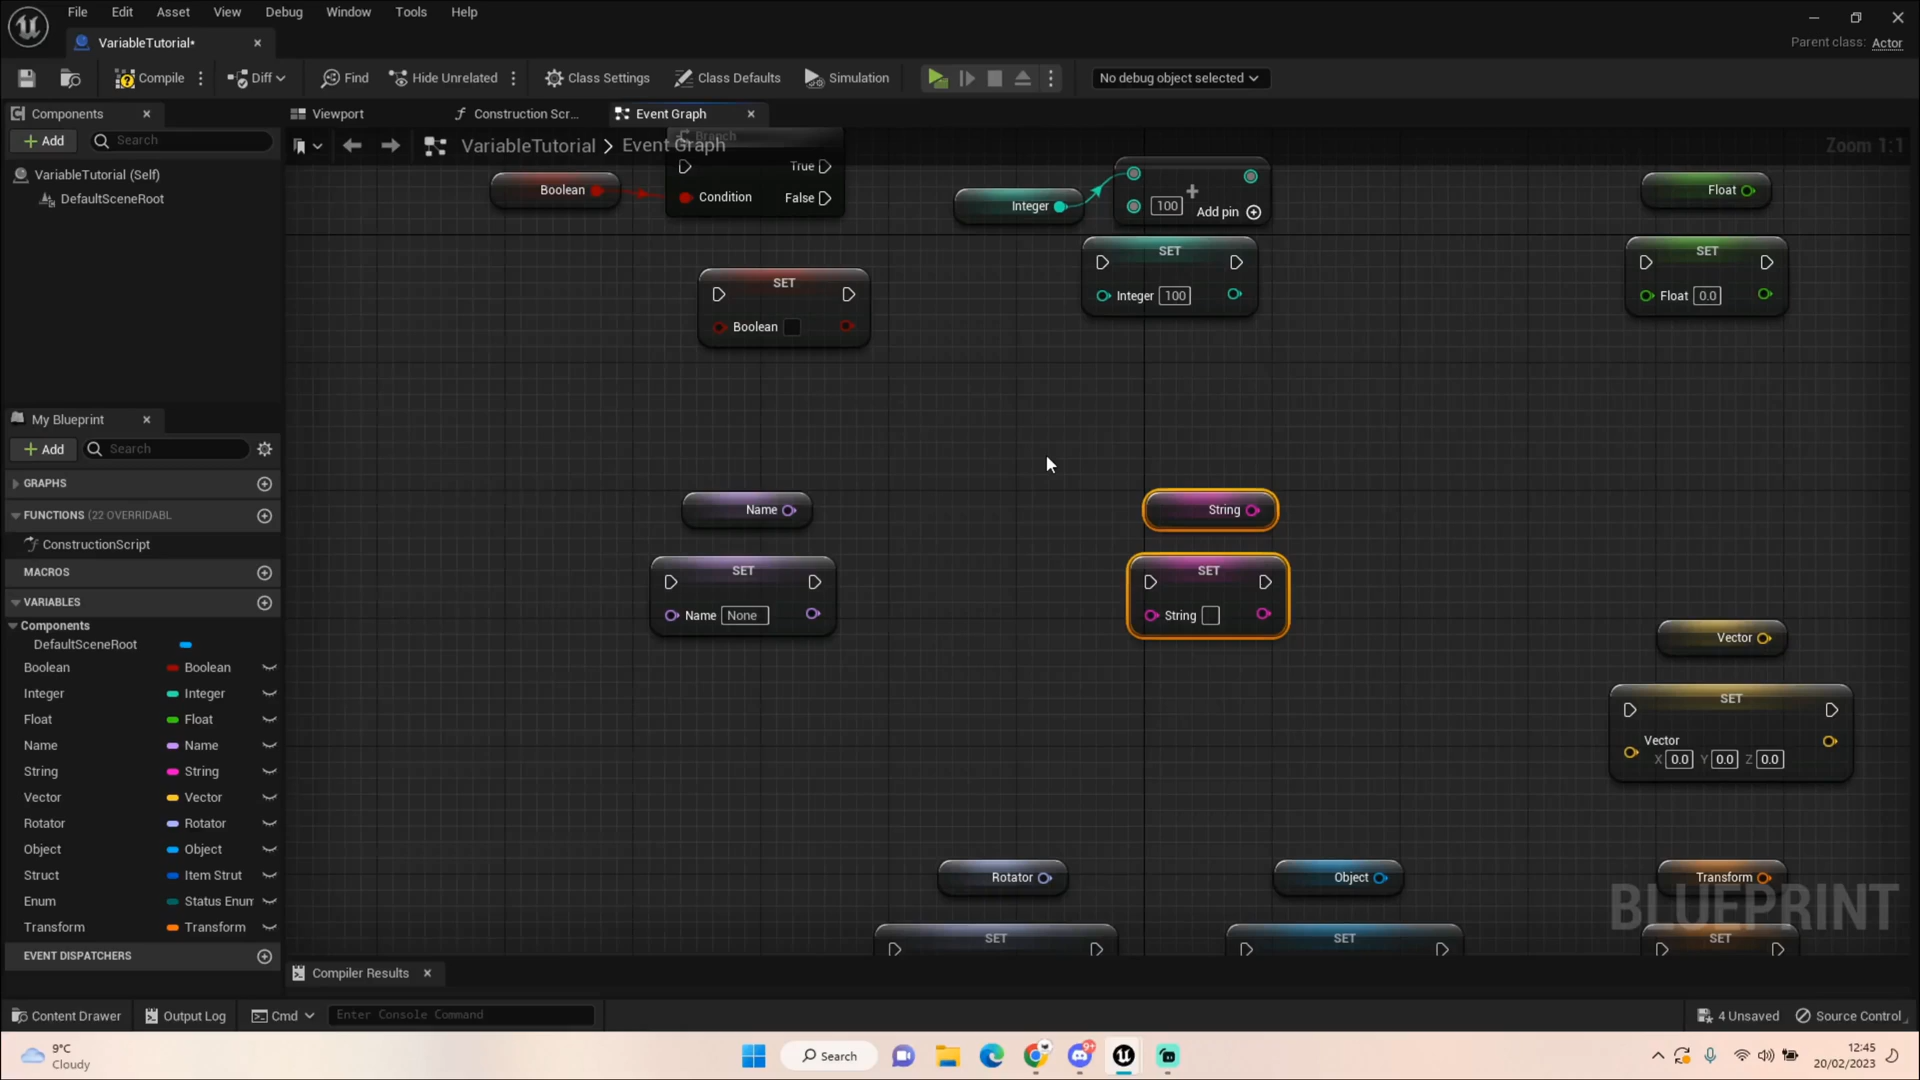 File Edit Asset View Debug Window Tools Help
VariableTutorial*
Parent class: Actor
Compile Diff Find Hide Unrelated Class Settings Class Defaults Simulation No debug object selected
Components
Viewport Construction Scr... Event Graph
Add Search
VariableTutorial > Event Graph
Zoom 1:1
VariableTutorial (Self)
DefaultSceneRoot
Branch
True
Condition False
Boolean
Integer
100 Add pin
Float
SET
Boolean
SET
Integer 100
SET
Float 0.0
My Blueprint
Add Search
GRAPHS
FUNCTIONS (22 OVERRIDABL
ConstructionScript
MACROS
VARIABLES
Components
DefaultSceneRoot
Boolean Boolean
Integer Integer
Float Float
Name Name
String String
Vector Vector
Rotator Rotator
Object Object
Struct Item Strut
Enum Status Enum
Transform Transform
EVENT DISPATCHERS
Name
SET
Name None
String
SET
String
Vector
SET
Vector
X 0.0 Y 0.0 Z 0.0
Rotator
SET
Object
SET
Transform
SET
BLUEPRINT
Compiler Results
Content Drawer Output Log Cmd Enter Console Command 4 Unsaved Source Control
9°C
Cloudy
Search
9+
12:45
20/02/2023